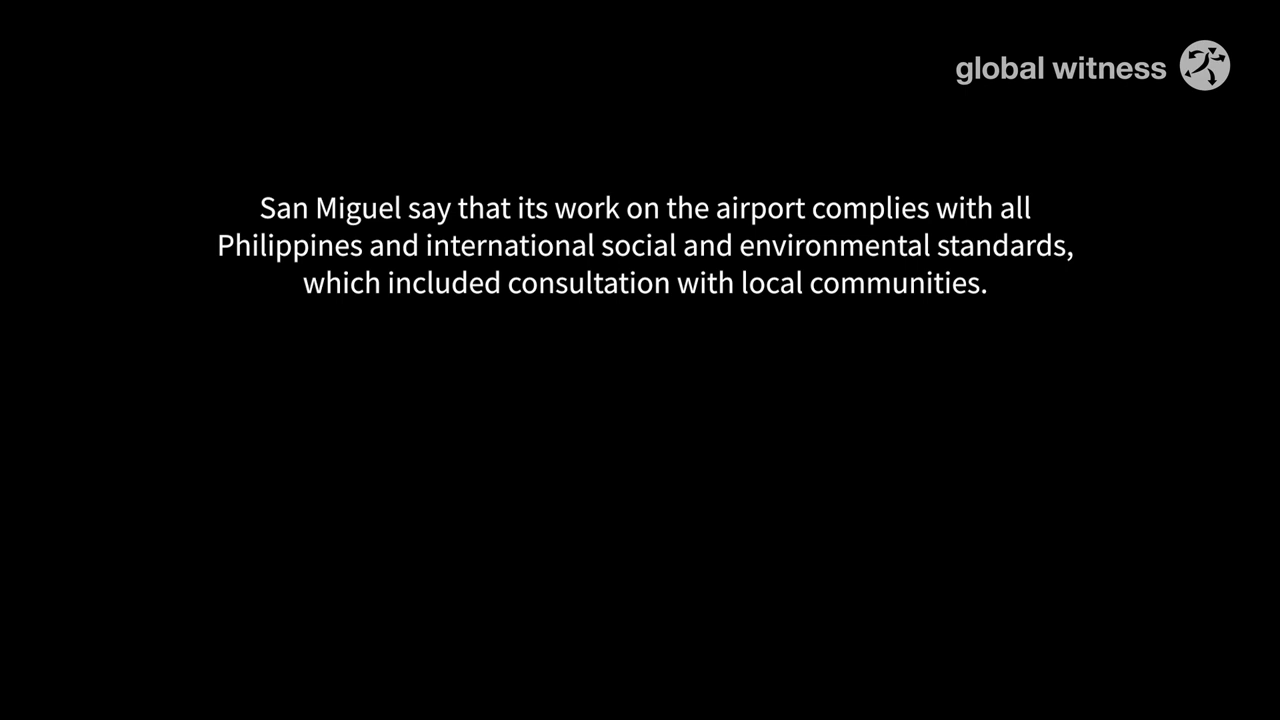 global witness
San Miguel say that its work on the airport complies with all
Philippines and international social and environmental standards,
which included consultation with local communities.